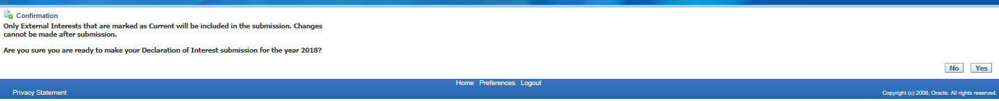 Confirmation
Only External Interests that are marked as Current will be included in the submission. Changes
cannot be made after submission.
Are you sure you are ready to make your Declaration of Interest submission for the year 2018?
No Yes
Home Preferences Logout
Privacy Statement Copyright (c) 2006, Oracle. All rights reserved.